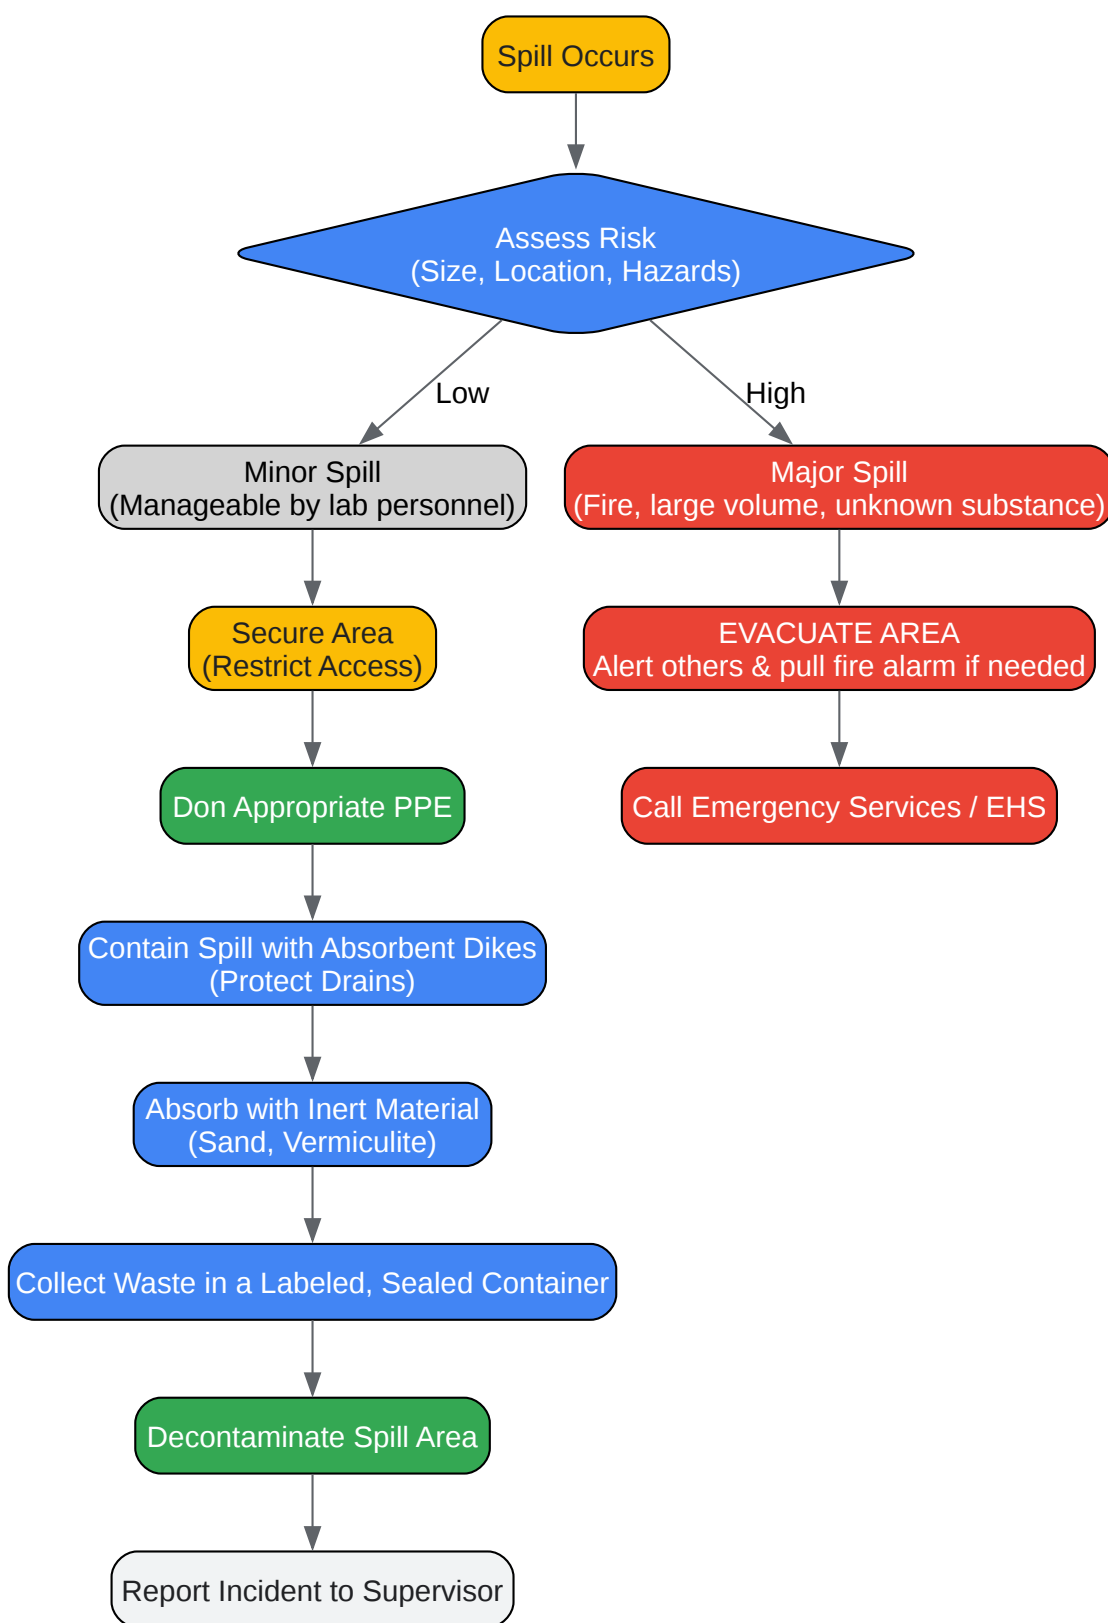 Spill Occurs
Assess Risk
(Size, Location, Hazards)
Low
High
Minor Spill
(Manageable by lab personnel)
Major Spill
(Fire, large volume, unknown substance)
Secure Area
(Restrict Access)
EVACUATE AREA
Alert others & pull fire alarm if needed
Don Appropriate PPE
Call Emergency Services / EHS
Contain Spill with Absorbent Dikes
(Protect Drains)
Absorb with Inert Material
(Sand, Vermiculite)
Collect Waste in a Labeled, Sealed Container
Decontaminate Spill Area
Report Incident to Supervisor